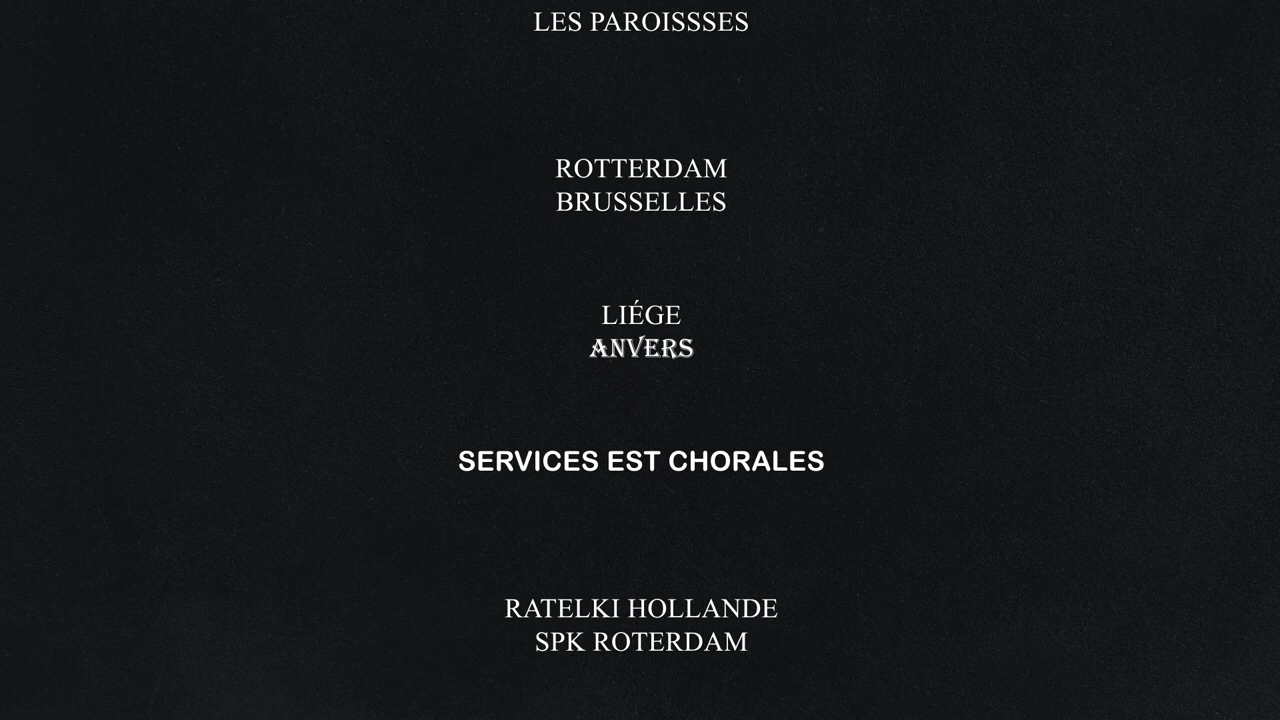 LES PAROISSSES
ROTTERDAM
BRUSSELLES
LIÉGE
ANVERS
SERVICES EST CHORALES
RATELKI HOLLANDE
SPK ROTERDAM